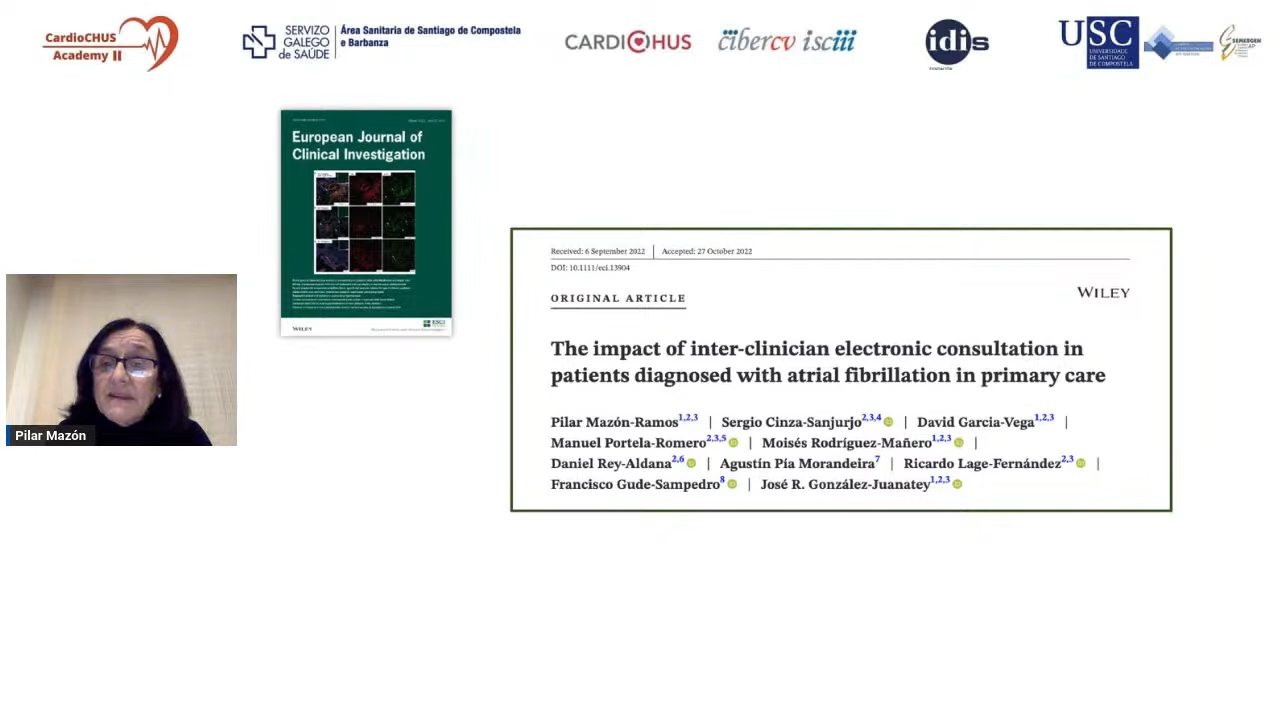 CardioCHUS
Academy II
SERVIZO
GALEGO
de SAÚDE
Área Sanitaria de Santiago de Compostela
e Barbanza
CARDIOCHUS
cibercv isciii
idis
FUNDACIÓN
USC
UNIVERSIDADE
DE SANTIAGO
DE COMPOSTELA
SEMERGEN
European Journal of
Clinical Investigation
WILEY
Received: 6 September 2022 | Accepted: 27 October 2022
DOI: 10.1111/eci.13904
ORIGINAL ARTICLE
WILEY
The impact of inter-clinician electronic consultation in
patients diagnosed with atrial fibrillation in primary care
Pilar Mazón-Ramos1,2,3 | Sergio Cinza-Sanjurjo2,3,4 | David Garcia-Vega1,2,3 |
Manuel Portela-Romero2,3,5 | Moisés Rodríguez-Mañero1,2,3 |
Daniel Rey-Aldana2,6 | Agustín Pía Morandeira7 | Ricardo Lage-Fernández2,3 |
Francisco Gude-Sampedro8 | José R. González-Juanatey1,2,3
Pilar Mazón